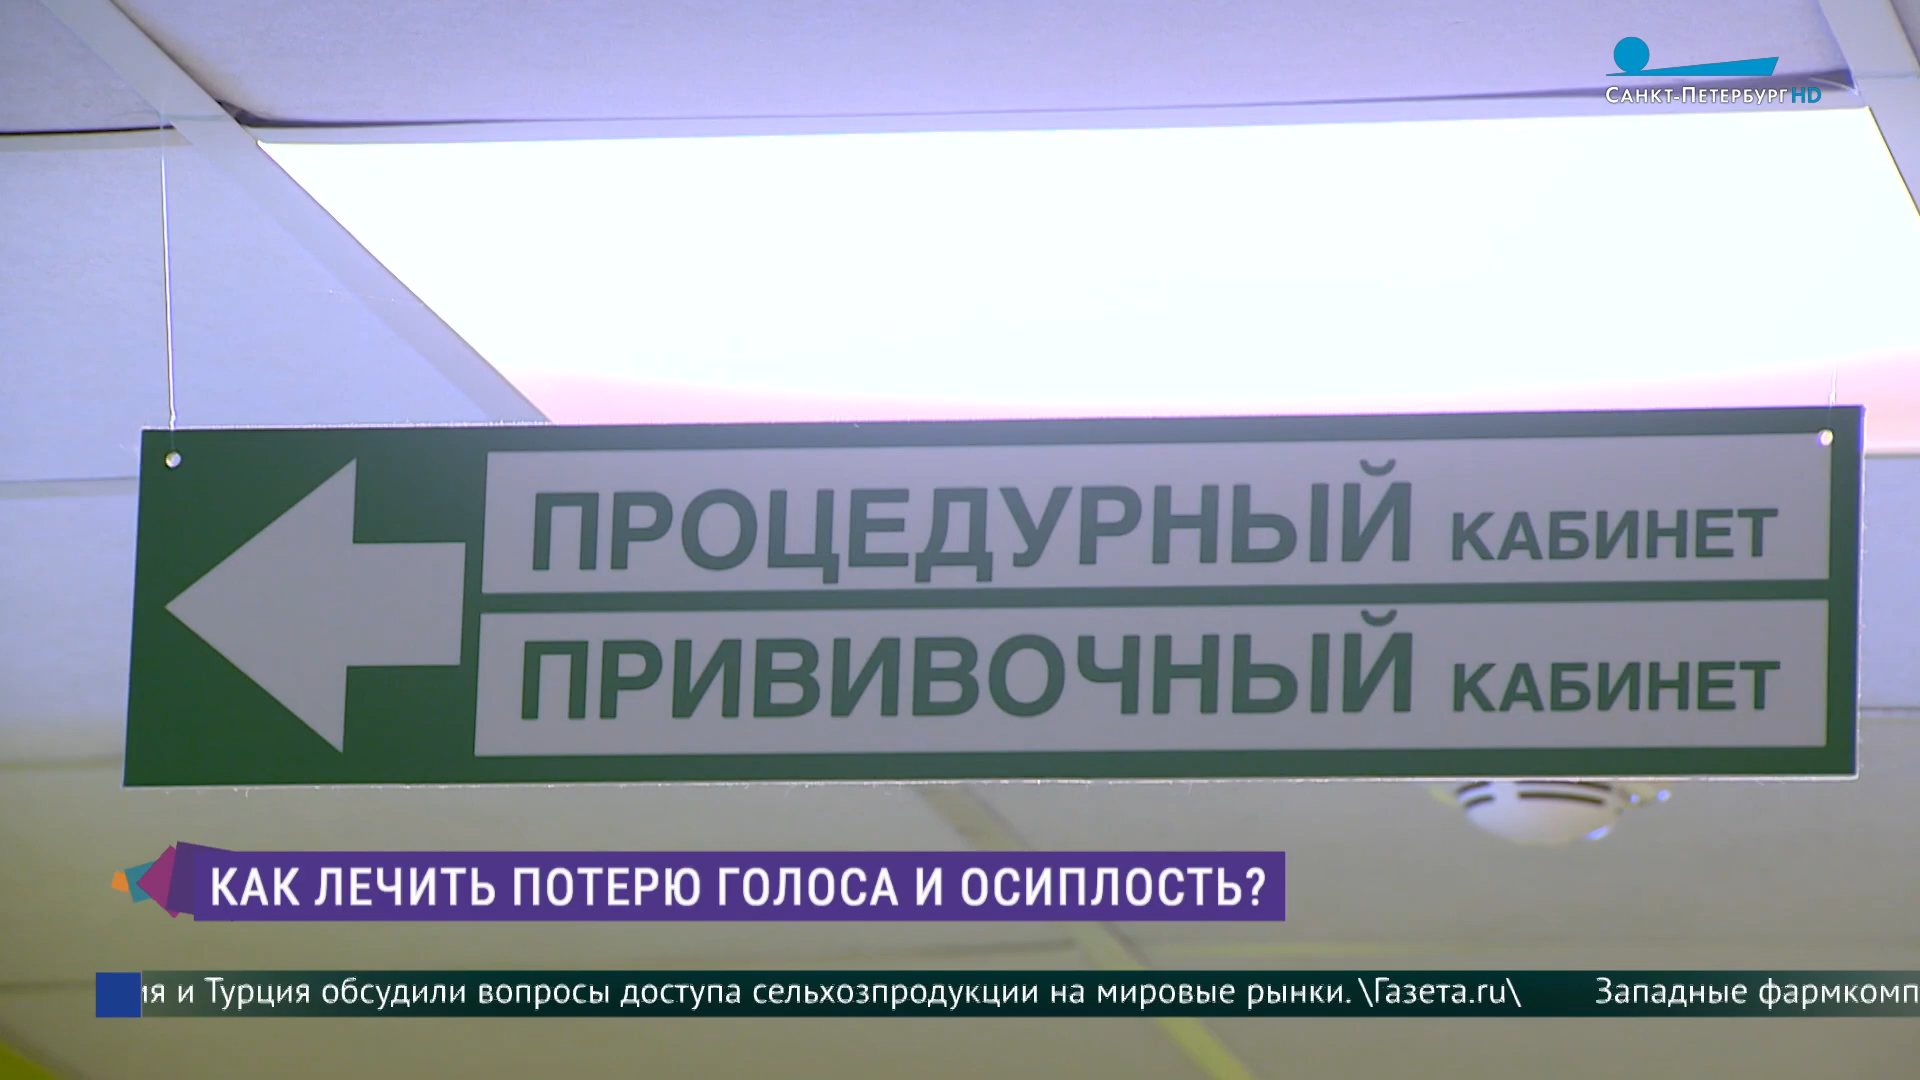 САНКТ-ПЕТЕРБУРГ HD
ПРОЦЕДУРНЫЙ КАБИНЕТ
ПРИВИВОЧНЫЙ КАБИНЕТ
КАК ЛЕЧИТЬ ПОТЕРЮ ГОЛОСА И ОСИПЛОСТЬ?
и Турция обсудили вопросы доступа сельхозпродукции на мировые рынки. \Газета.ru\ Западные